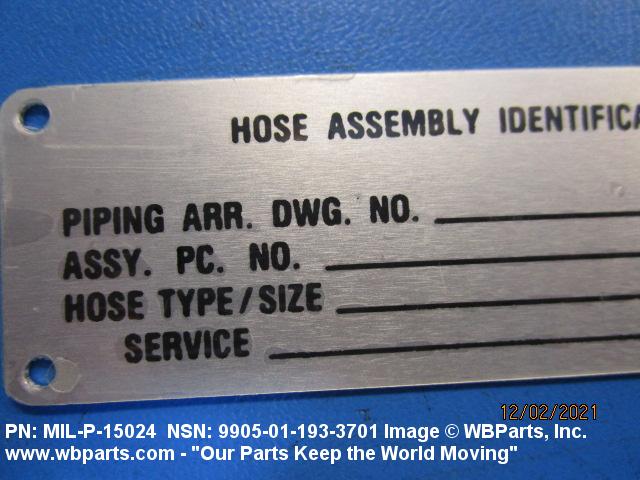 HOSE ASSEMBLY IDENTIFICA
PIPING ARR. DWG. NO.
ASSY. PC. NO.
HOSE TYPE/SIZE
SERVICE
12/02/2021
PN: MIL-P-15024 NSN: 9905-01-193-3701 Image © WBParts, Inc.
www.wbparts.com - "Our Parts Keep the World Moving"